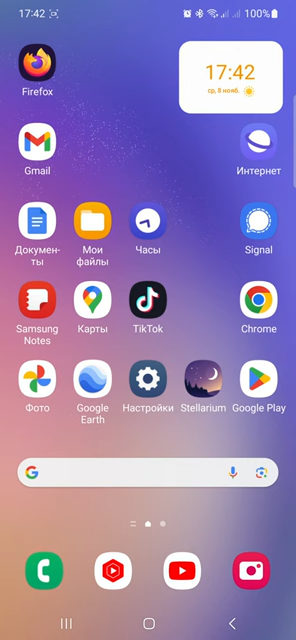 17:42
100%
17:42
ср, 8 нояб.
Firefox
Gmail
Интернет
Докумен-
ты
Мои
файлы
Часы
Signal
Samsung
Notes
Карты
TikTok
Chrome
Фото
Google
Earth
Настройки
Stellarium
Google Play